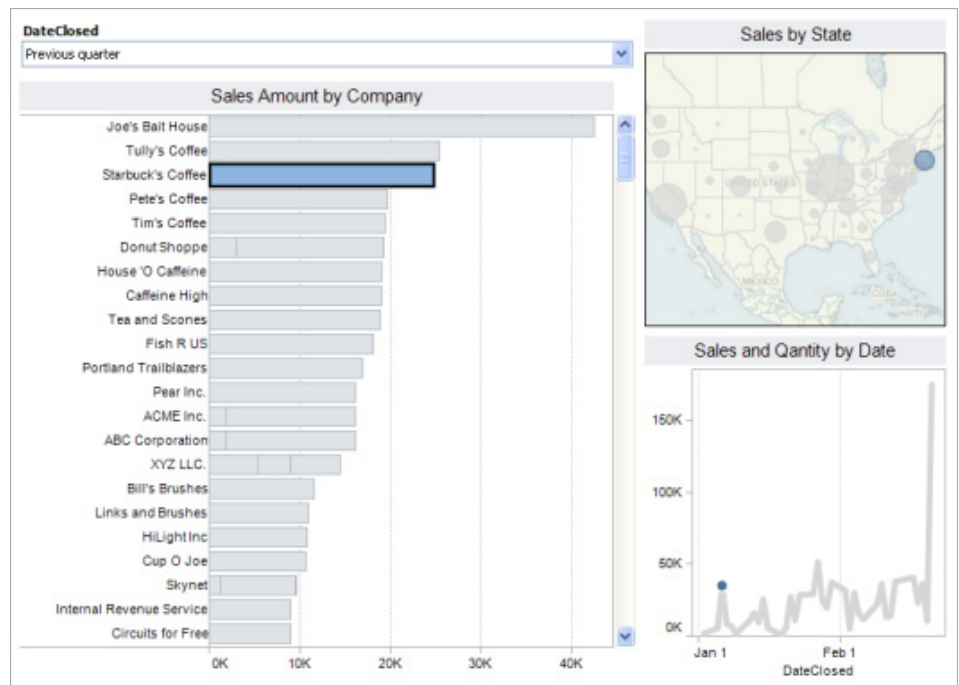 DateClosed
Previous quarter
Sales Amount by Company
Joe's Bait House
Tully's Coffee
Starbuck's Coffee
Pete's Coffee
Tim's Coffee
Donut Shoppe
House 'O Caffeine
Caffeine High
Tea and Scones
Fish R US
Portland Trailblazers
Pear Inc.
ACME Inc.
ABC Corporation
XYZ LLC.
Bill's Brushes
Links and Brushes
HiLight Inc
Cup O Joe
Skynet
Internal Revenue Service
Circuits for Free
0K 10K 20K 30K 40K
Sales by State
UNITED STATES
MEXICO
CUBA
HAITI
Sales and Qantity by Date
150K
100K
50K
0K
Jan 1 Feb 1
DateClosed